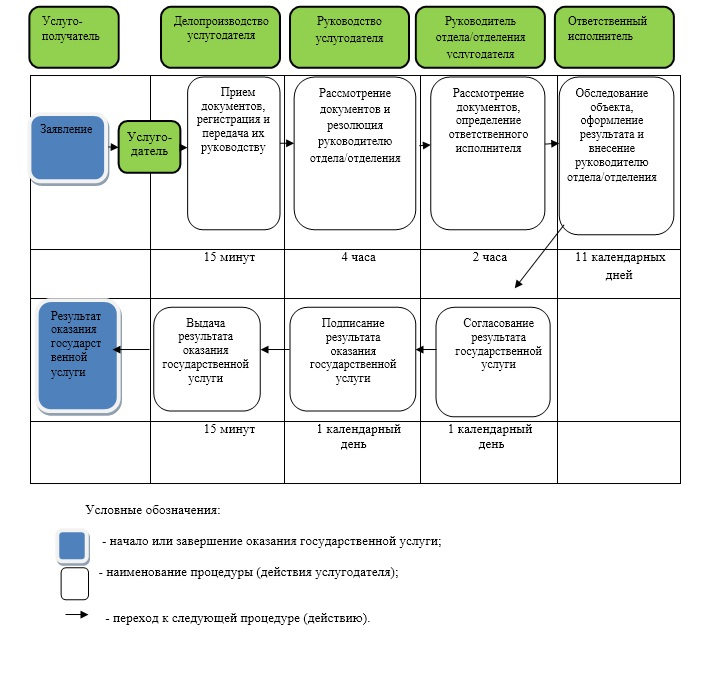 Услуго-
получатель
Делопроизводство
услугодателя
Руководство
услугодателя
Руководитель
отдела/отделения
услугодателя
Ответственный
исполнитель
Заявление
Услуго-
датель
Прием
документов,
регистрация и
передача их
руководству
Рассмотрение
документов и
резолюция
руководителю
отдела/отделения
Рассмотрение
документов,
определение
ответственного
исполнителя
Обследование
объекта,
оформление
результата и
внесение
руководителю
отдела/отделения
15 минут
4 часа
2 часа
11 календарных
дней
Результат
оказания
государст
венной
услуги
Выдача
результата
оказания
государственной
услуги
Подписание
результата
оказания
государственной
услуги
Согласование
результата
государственной
услуги
15 минут
1 календарный
день
1 календарный
день
Условные обозначения:
- начало или завершение оказания государственной услуги;
- наименование процедуры (действия услугодателя);
- переход к следующей процедуре (действию).